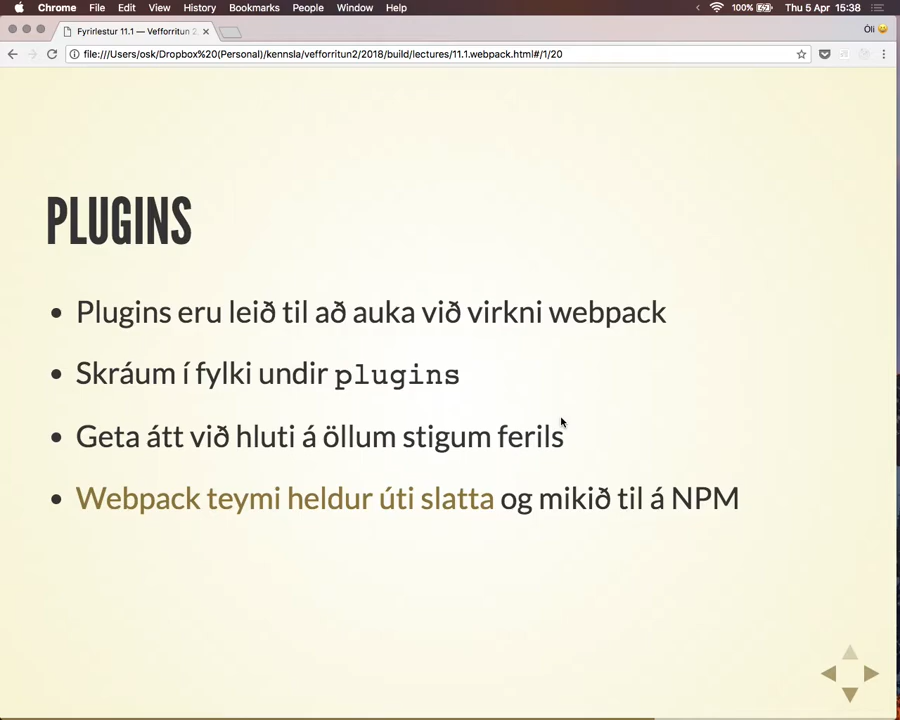 Chrome File Edit View History Bookmarks People Window Help 100% Thu 5 Apr 15:38
Fyrirlestur 11.1 — Vefforritun 2 Óli
file:///Users/osk/Dropbox%20(Personal)/kennsla/vefforritun2/2018/build/lectures/11.1.webpack.html#/1/20
PLUGINS
• Plugins eru leið til að auka við virkni webpack
• Skráum í fylki undir plugins
• Geta átt við hluti á öllum stigum ferils
• Webpack teymi heldur úti slatta og mikið til á NPM